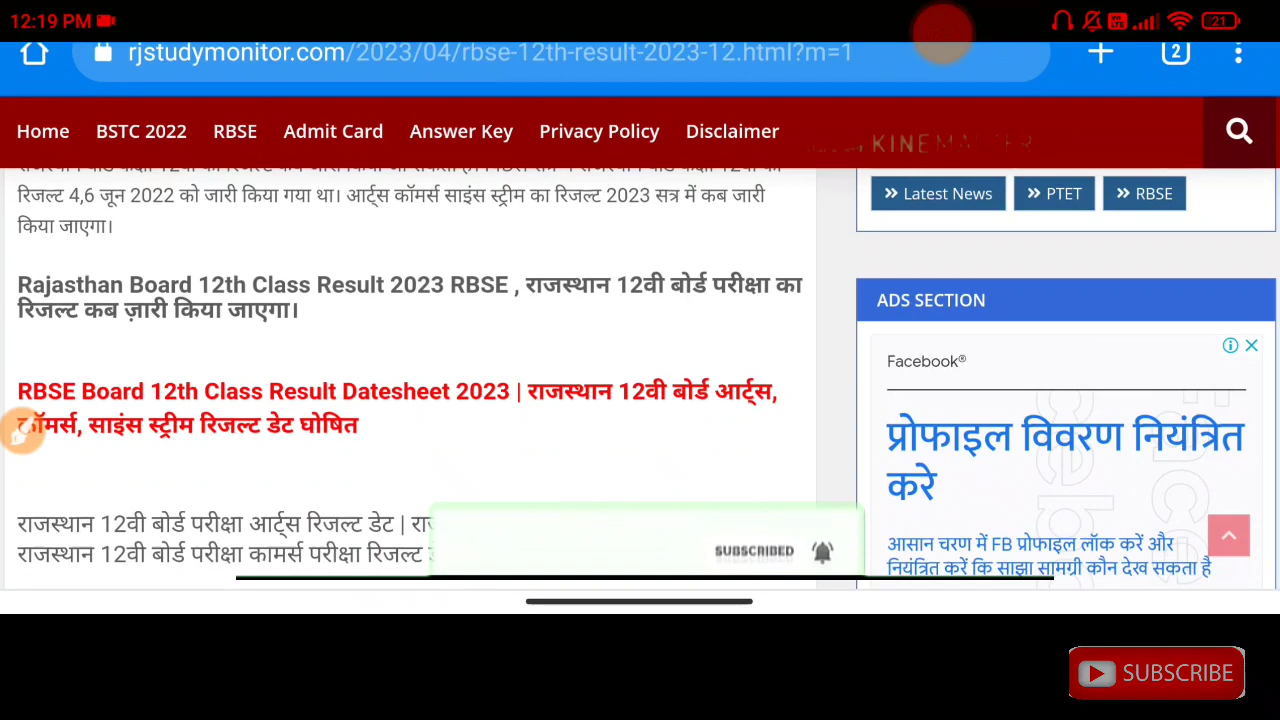 12:19 PM
21
rjstudymonitor.com/2023/04/rbse-12th-result-2023-12.html?m=1
2
Home BSTC 2022 RBSE Admit Card Answer Key Privacy Policy Disclaimer
KINEMASTER
रिजल्ट 4,6 जून 2022 को जारी किया गया था। आर्ट्स कॉमर्स साइंस स्ट्रीम का रिजल्ट 2023 सत्र में कब जारी
किया जाएगा।
Rajasthan Board 12th Class Result 2023 RBSE , राजस्थान 12वी बोर्ड परीक्षा का
रिजल्ट कब ज़ारी किया जाएगा।
RBSE Board 12th Class Result Datesheet 2023 | राजस्थान 12वी बोर्ड आर्ट्स,
कॉमर्स, साइंस स्ट्रीम रिजल्ट डेट घोषित
राजस्थान 12वी बोर्ड परीक्षा आर्ट्स रिजल्ट डेट |
राजस्थान 12वी बोर्ड परीक्षा कामर्स परीक्षा रिजल्ट
SUBSCRIBED
» Latest News » PTET » RBSE
ADS SECTION
Facebook®
प्रोफाइल विवरण नियंत्रित
करे
आसान चरण में FB प्रोफाइल लॉक करें और
नियंत्रित करें कि साझा सामग्री कौन देख सकता है
SUBSCRIBE